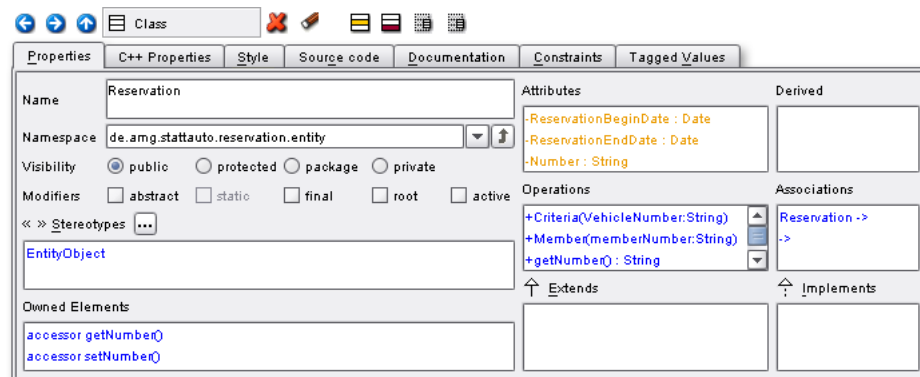 Class
Properties
C++ Properties
Style
Source code
Documentation
Constraints
Tagged Values
Name
Reservation
Namespace
de.amg.stattauto.reservation.entity
Visibility
public
protected
package
private
Modifiers
abstract
static
final
root
active
« » Stereotypes ...
EntityObject
Owned Elements
accessor getNumber()
accessor setNumber()
Attributes
-ReservationBeginDate : Date
-ReservationEndDate : Date
-Number : String
Derived
Operations
+Criteria(VehicleNumber:String)
+Member(memberNumber:String)
+getNumber() : String
Associations
Reservation ->
->
Extends
Implements